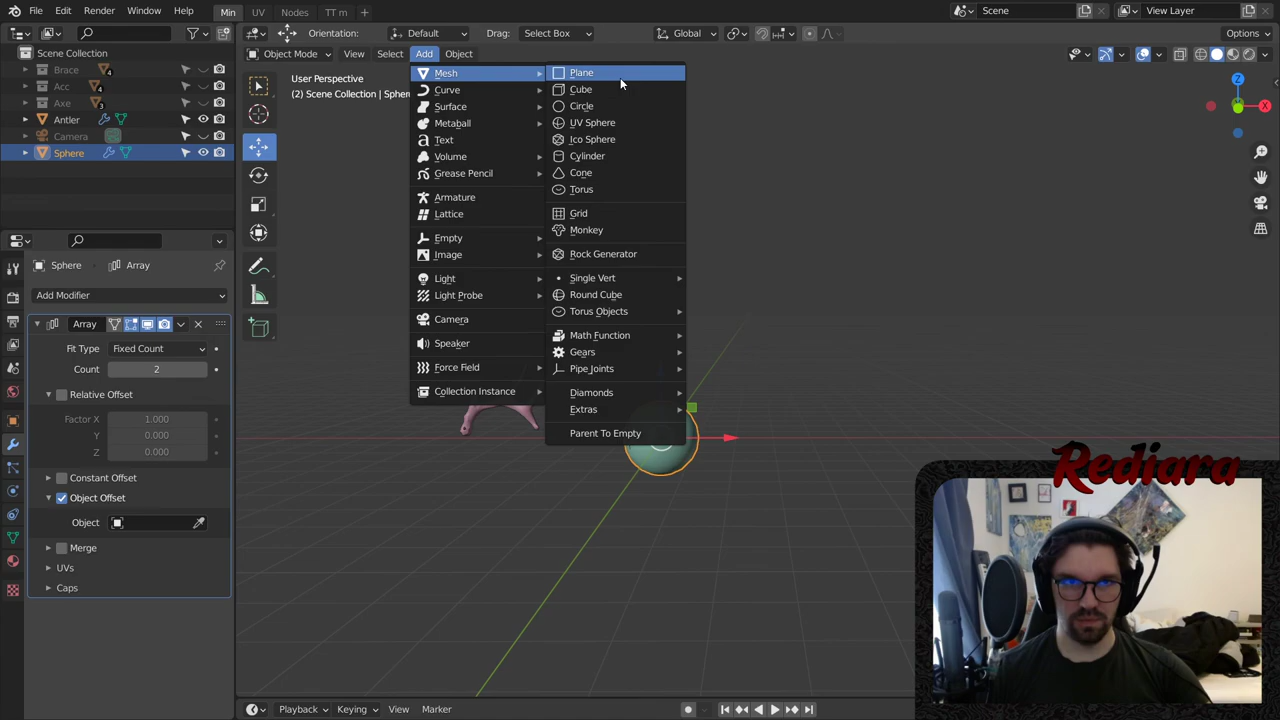 File Edit Render Window Help Min UV Nodes TT m + Scene View Layer
Orientation: Default Drag: Select Box Global Options
Object Mode View Select Add Object
Scene Collection
Brace 4
Acc 4
Axe 3
Antler
Camera
Sphere
User Perspective
(2) Scene Collection | Spher
Mesh
Curve
Surface
Metaball
Text
Volume
Grease Pencil
Armature
Lattice
Empty
Image
Light
Light Probe
Camera
Speaker
Force Field
Collection Instance
Plane
Cube
Circle
UV Sphere
Ico Sphere
Cylinder
Cone
Torus
Grid
Monkey
Rock Generator
Single Vert
Round Cube
Torus Objects
Math Function
Gears
Pipe Joints
Diamonds
Extras
Parent To Empty
Z
Y
X
Sphere > Array
Add Modifier
Array
Fit Type Fixed Count
Count 2
Relative Offset
Factor X 1.000
Y 0.000
Z 0.000
Constant Offset
Object Offset
Object
Merge
UVs
Caps
Rediara
Playback Keying View Marker